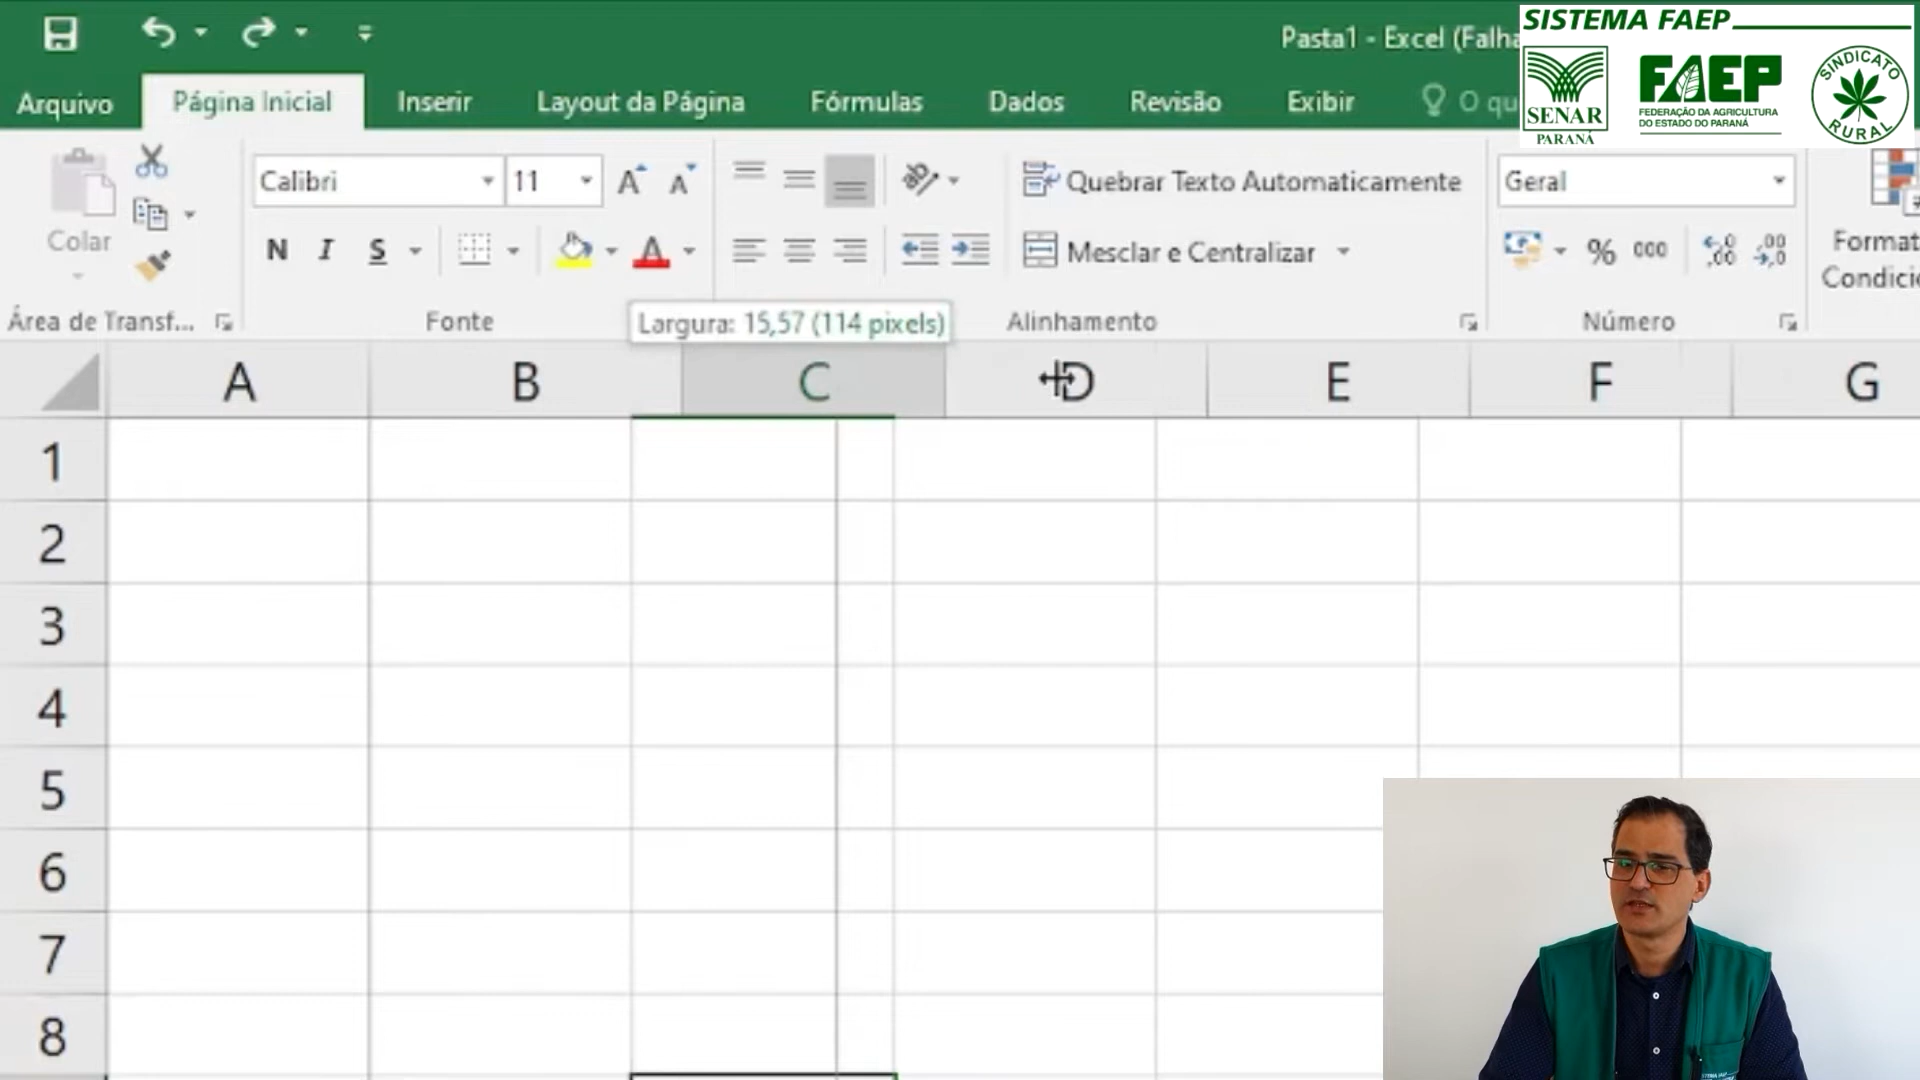 Pasta1 - Excel (Falha
SISTEMA FAEP
SENAR
PARANÁ
FAEP
FEDERAÇÃO DA AGRICULTURA
DO ESTADO DO PARANÁ
SINDICATO
RURAL
Arquivo
Página Inicial
Inserir
Layout da Página
Fórmulas
Dados
Revisão
Exibir
O qu
Colar
Área de Transf...
Calibri
11
N I S
Fonte
Quebrar Texto Automaticamente
Mesclar e Centralizar
Alinhamento
Geral
% 000
Número
Format
Condici
Largura: 15,57 (114 pixels)
A B C D E F G
1
2
3
4
5
6
7
8